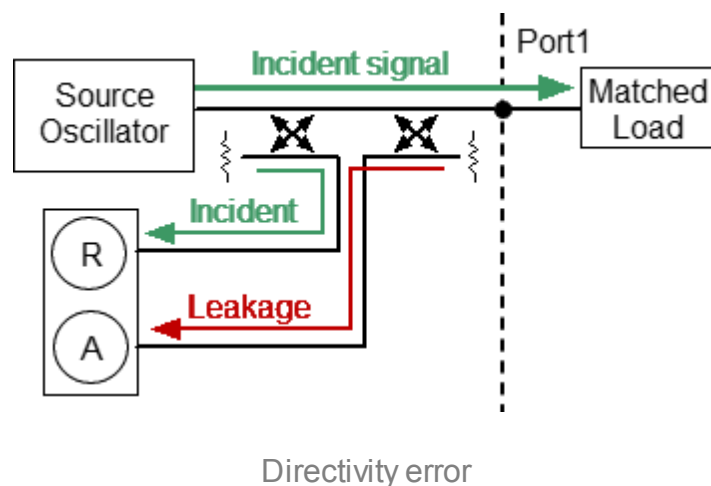 Port1
Incident signal
Source
Oscillator
Matched
Load
Incident
R
Leakage
A
Directivity error